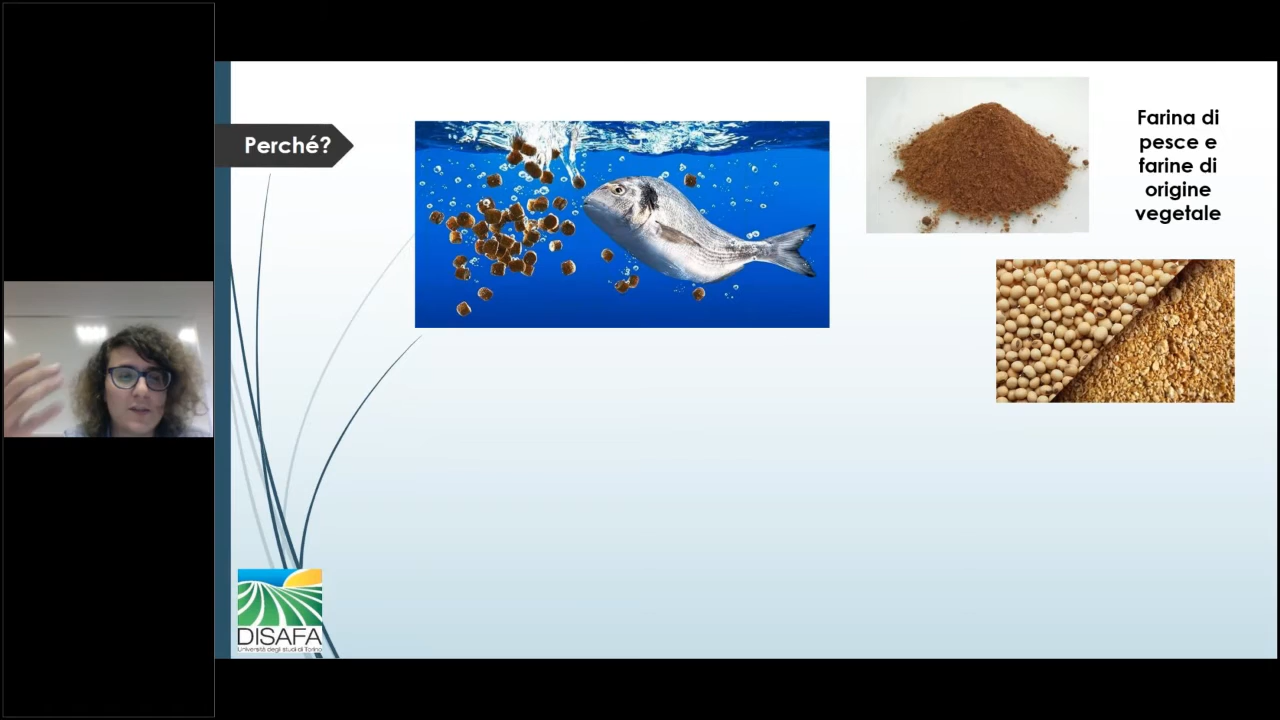 Perché?
Farina di
pesce e
farine di
origine
vegetale
DISAFA
Università degli studi di Torino